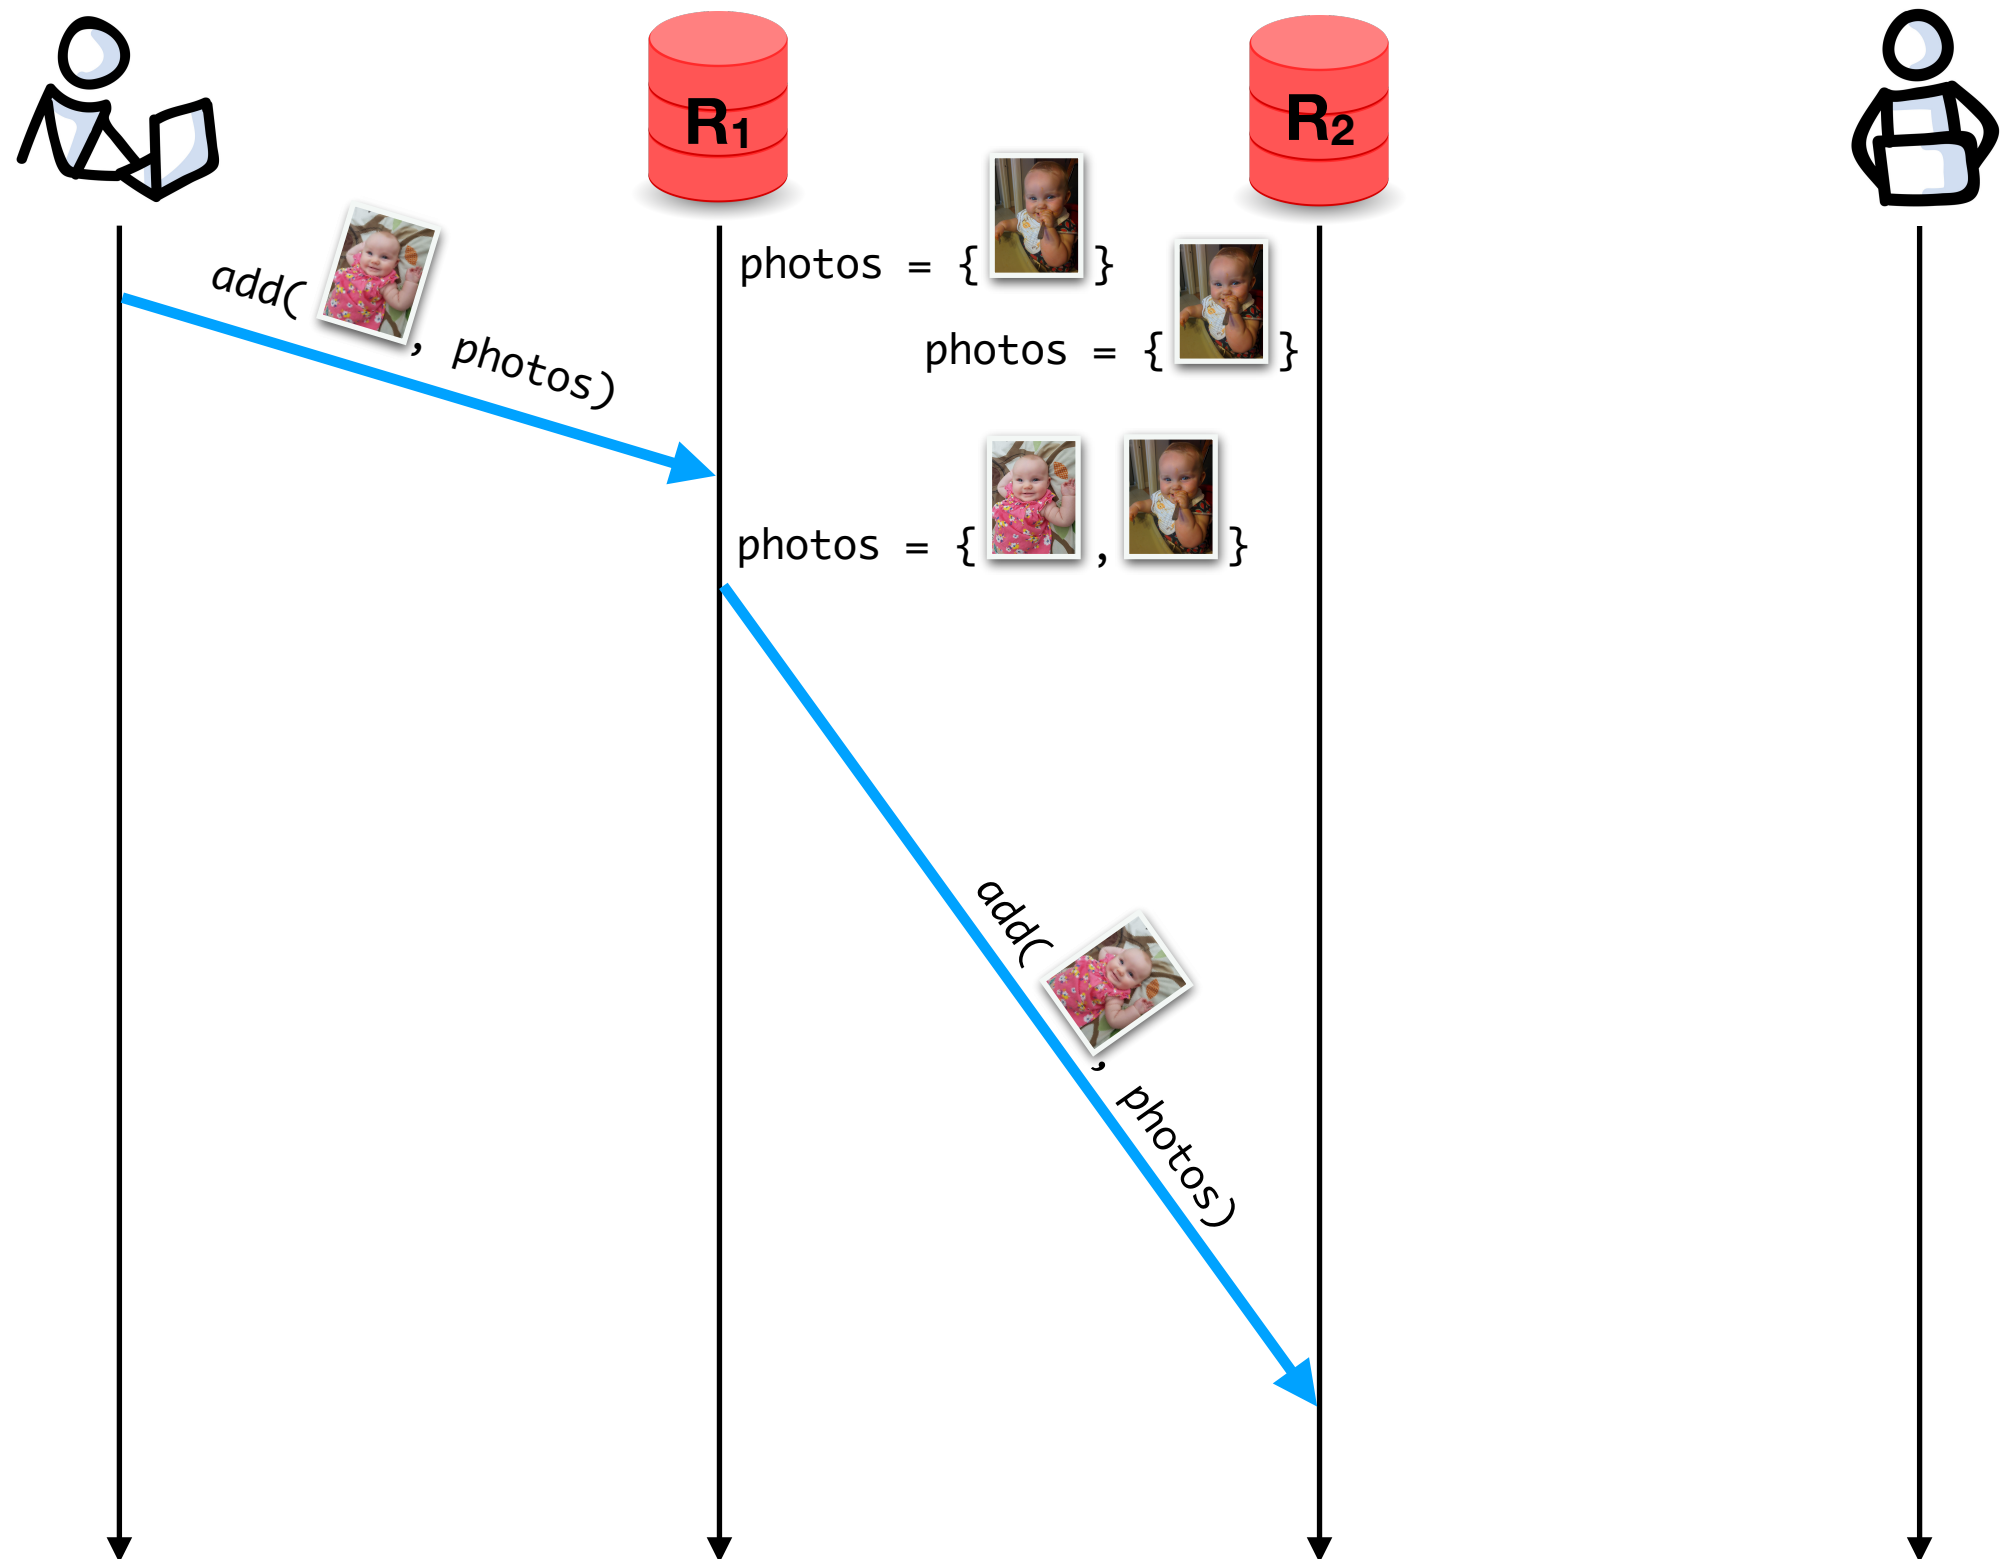 R1
R2
photos = { }
add( , photos)
photos = { }
photos = { , }
add( , photos)